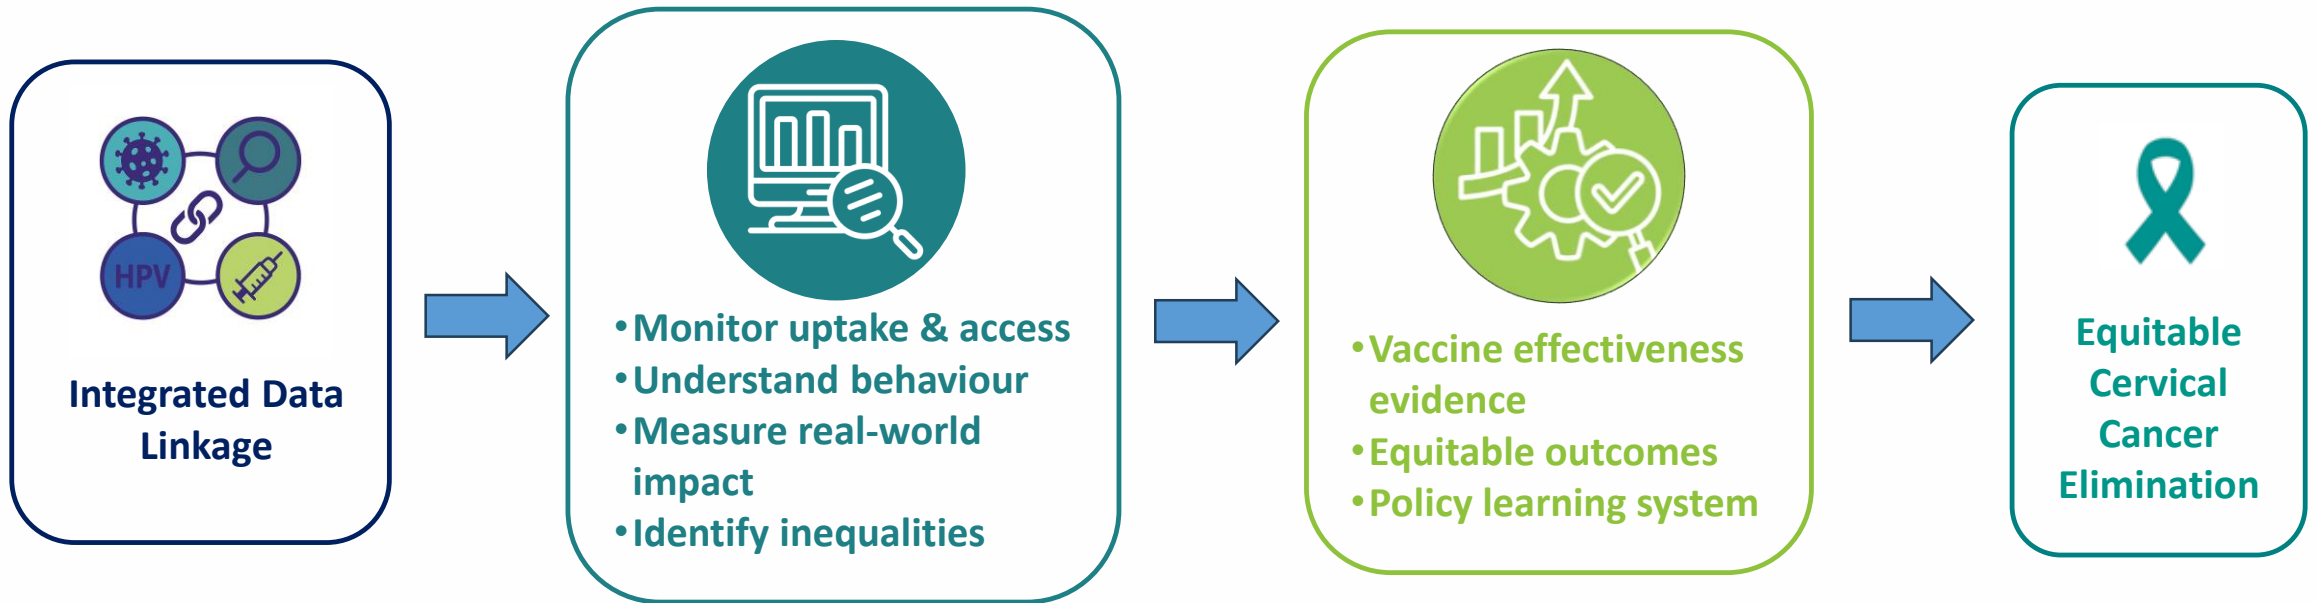 HPV
Integrated Data
Linkage
•Monitor uptake & access
•Understand behaviour
•Measure real-world
impact
•Identify inequalities
•Vaccine effectiveness
evidence
•Equitable outcomes
•Policy learning system
Equitable
Cervical
Cancer
Elimination